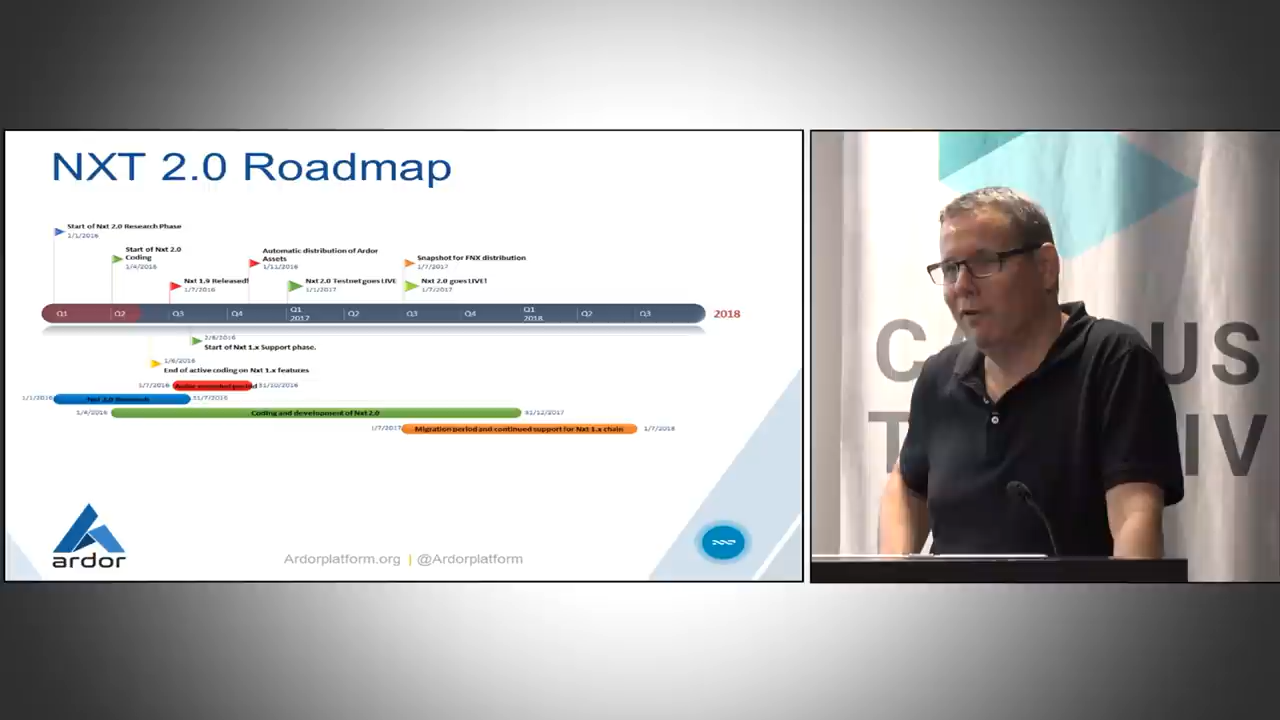 NXT 2.0 Roadmap
Start of Nxt 2.0 Research Phase
1/1/2016
Start of Nxt 2.0
Coding
1/4/2016
Nxt 1.9 Released!
1/7/2016
Automatic distribution of Ardor
Assets
1/11/2016
Nxt 2.0 Testnet goes LIVE
1/1/2017
Snapshot for FNX distribution
1/7/2017
Nxt 2.0 goes LIVE!
1/7/2017
Q1 Q2 Q3 Q4 Q1 2017 Q2 Q3 Q4 Q1 2018 Q2 Q3 2018
2/8/2016
Start of Nxt 1.x Support phase.
1/6/2016
End of active coding on Nxt 1.x features
1/7/2016 period 31/10/2016
1/1/2016 Nxt 2.0 Research 31/7/2016
1/4/2016 Coding and development of Nxt 2.0 31/12/2017
1/7/2017 Migration period and continued support for Nxt 1.x chain 1/7/2018
ardor
Ardorplatform.org | @Ardorplatform
US
IV